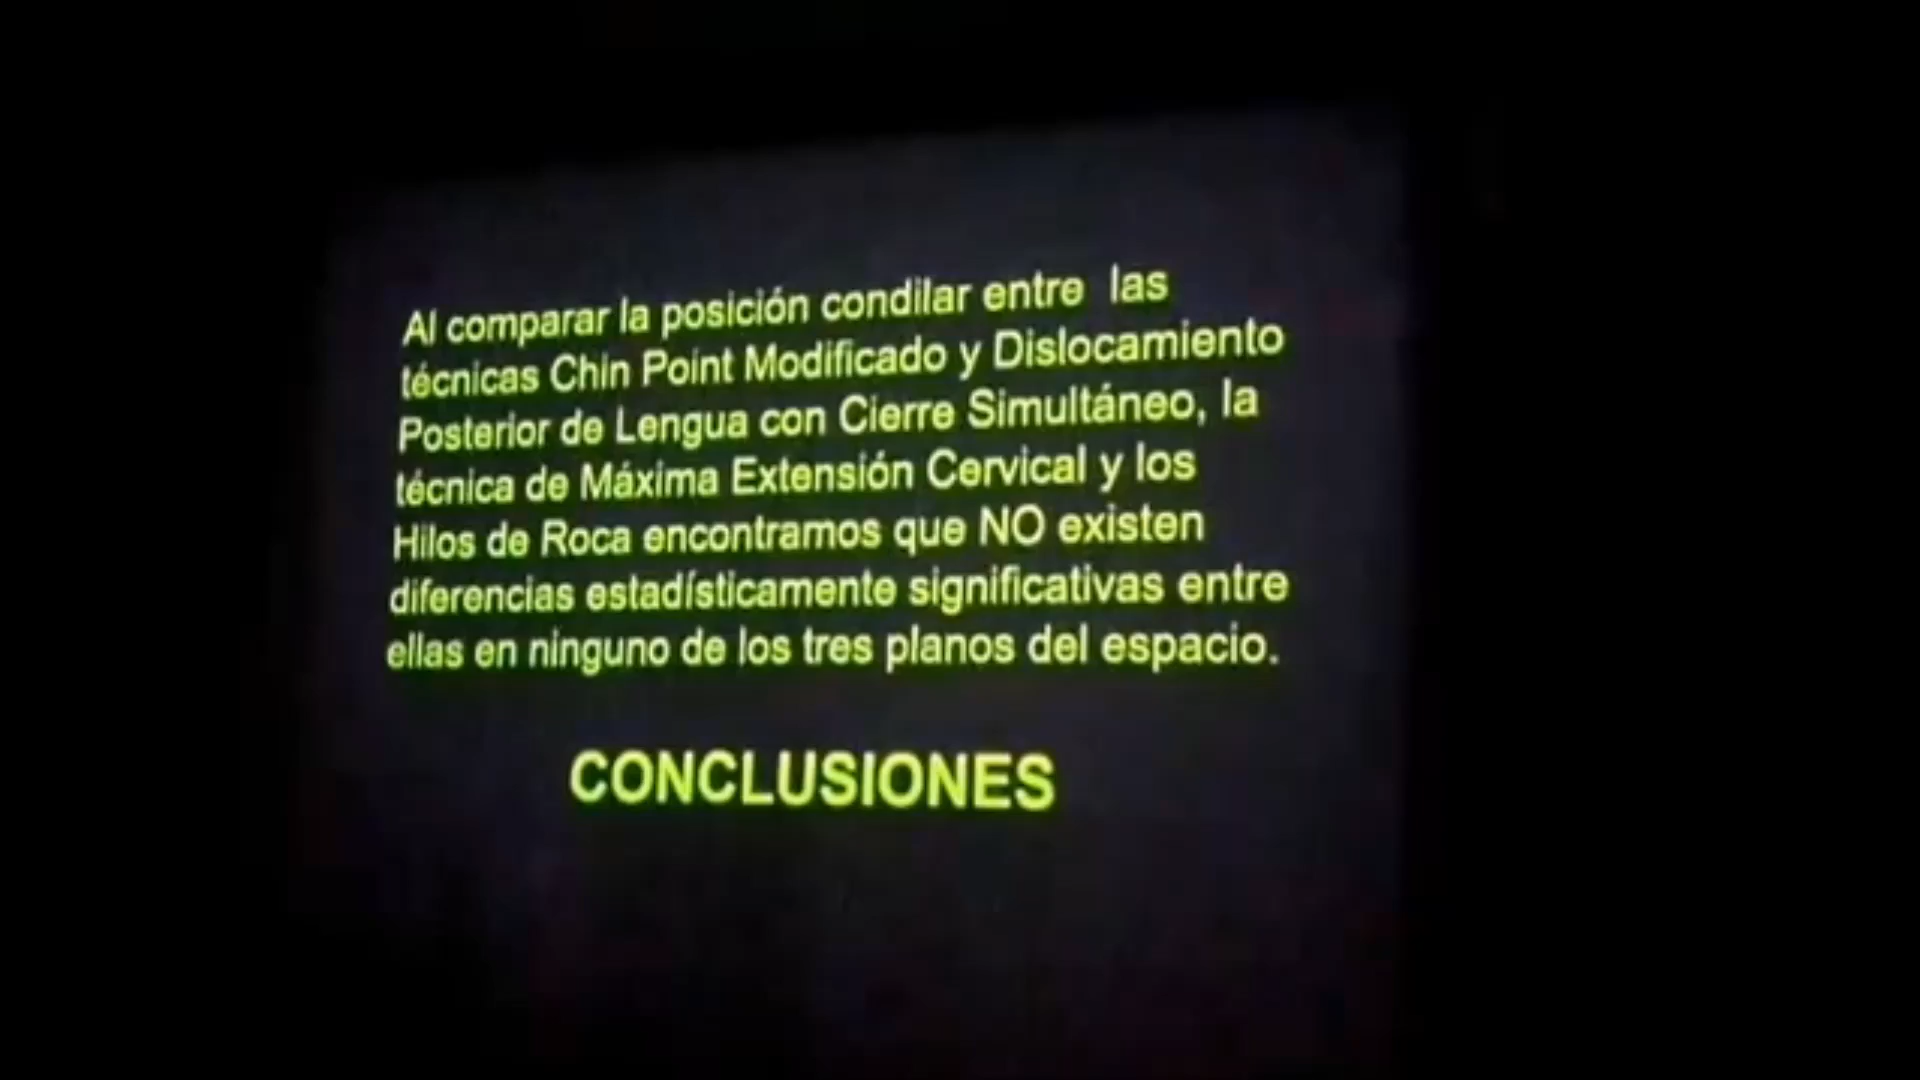 Al comparar la posición condilar entre las
técnicas Chin Point Modificado y Dislocamiento
Posterior de Lengua con Cierre Simultáneo, la
técnica de Máxima Extensión Cervical y los
Hilos de Roca encontramos que NO existen
diferencias estadísticamente significativas entre
ellas en ninguno de los tres planos del espacio.
CONCLUSIONES